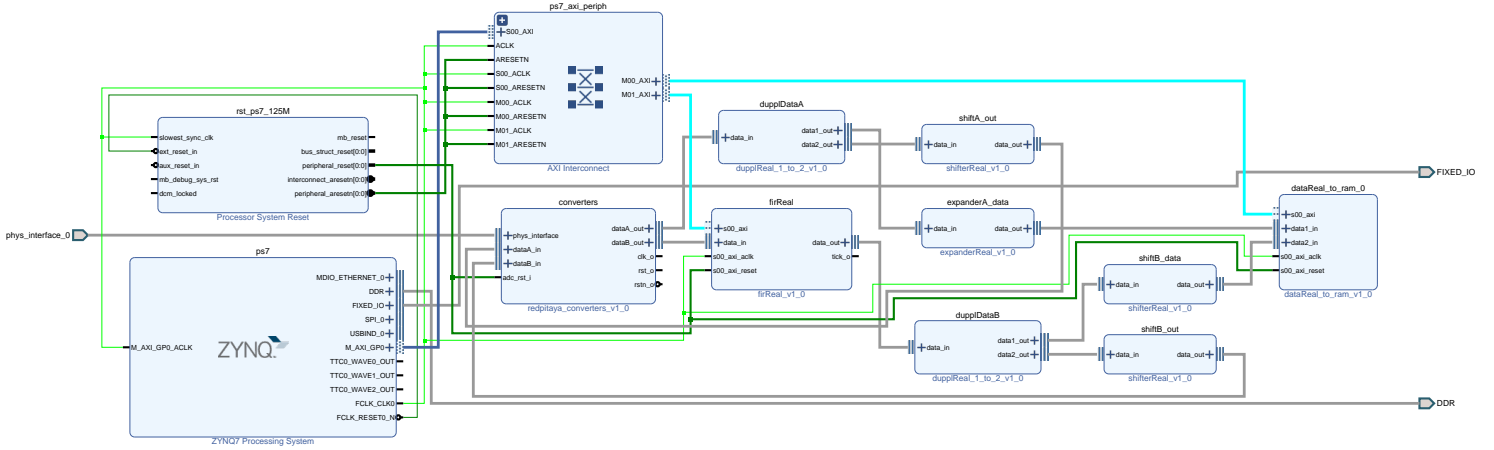 ps7_axi_periph
S00_AXI
ACLK
ARESETN
S00_ACLK
S00_ARESETN
M00_ACLK
M00_ARESETN
M01_ACLK
M01_ARESETN
M00_AXI
M01_AXI
AXI Interconnect
rst_ps7_125M
slowest_sync_clk
ext_reset_in
aux_reset_in
mb_debug_sys_rst
dcm_locked
mb_reset
bus_struct_reset[0:0]
peripheral_reset[0:0]
interconnect_aresetn[0:0]
peripheral_aresetn[0:0]
Processor System Reset
dupplDataA
data_in
data1_out
data2_out
dupplReal_1_to_2_v1_0
shiftA_out
data_in
data_out
shifterReal_v1_0
FIXED_IO
phys_interface_0
converters
phys_interface
dataA_in
dataB_in
adc_rst_i
dataA_out
dataB_out
clk_o
rst_o
rstn_o
redpitaya_converters_v1_0
firReal
s00_axi
data_in
s00_axi_aclk
s00_axi_reset
data_out
tick_o
firReal_v1_0
expanderA_data
data_in
data_out
expanderReal_v1_0
dataReal_to_ram_0
s00_axi
data1_in
data2_in
s00_axi_aclk
s00_axi_reset
dataReal_to_ram_v1_0
ps7
M_AXI_GP0_ACLK
ZYNQ
MDIO_ETHERNET_0
DDR
FIXED_IO
SPI_0
USBIND_0
M_AXI_GP0
TTC0_WAVE0_OUT
TTC0_WAVE1_OUT
TTC0_WAVE2_OUT
FCLK_CLK0
FCLK_RESET0_N
ZYNQ7 Processing System
shiftB_data
data_in
data_out
shifterReal_v1_0
dupplDataB
data_in
data1_out
data2_out
dupplReal_1_to_2_v1_0
shiftB_out
data_in
data_out
shifterReal_v1_0
DDR